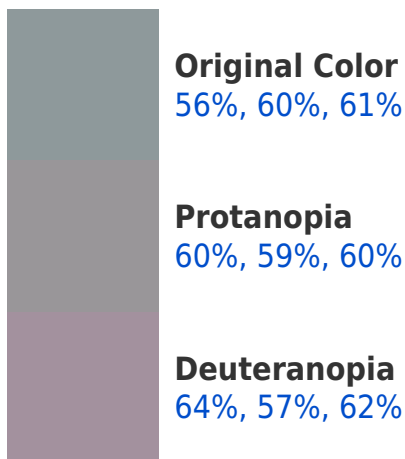 Original Color
56%, 60%, 61%
Protanopia
60%, 59%, 60%
Deuteranopia
64%, 57%, 62%